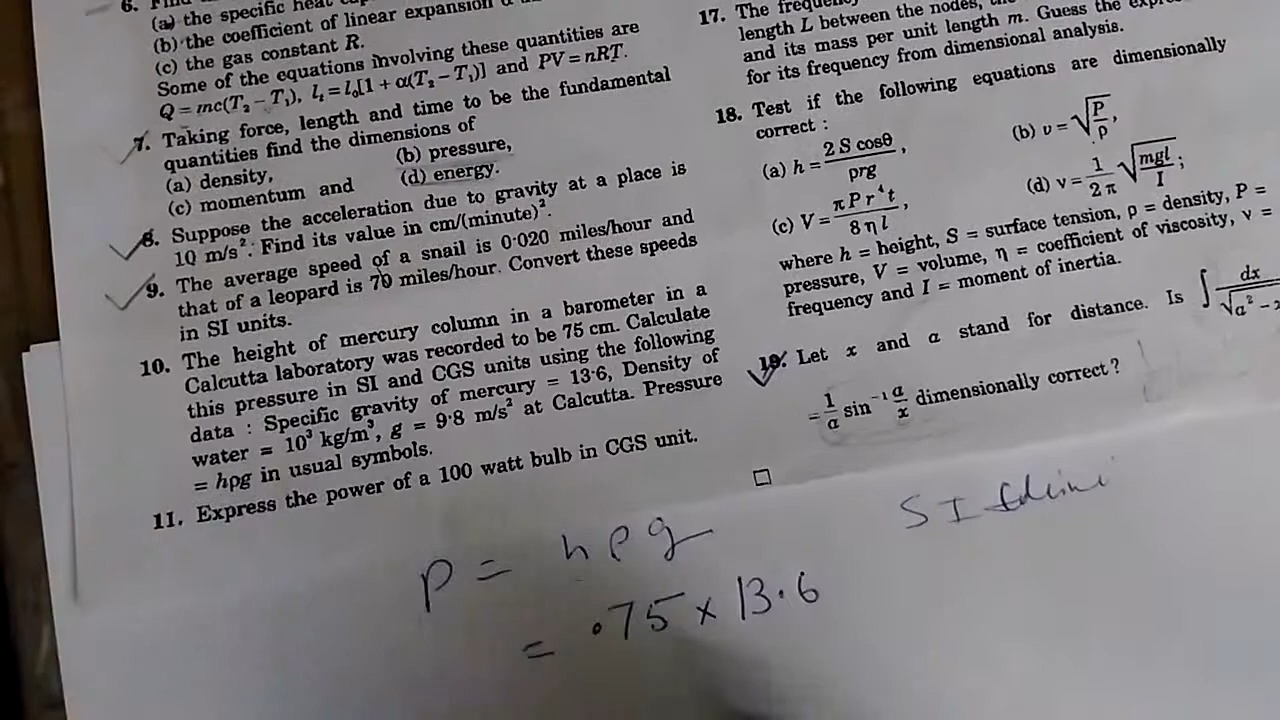 6.
(a) the specific heat
(b) the coefficient of linear expansion α
(c) the gas constant R.
Some of the equations involving these quantities are
Q = mc(T₂ − T₁), lₜ = l₀[1 + α(T₂ − T₁)] and PV = nRT.
7. Taking force, length and time to be the fundamental
quantities find the dimensions of
(a) density, (b) pressure,
(c) momentum and (d) energy.
8. Suppose the acceleration due to gravity at a place is
10 m/s². Find its value in cm/(minute)².
9. The average speed of a snail is 0·020 miles/hour and
that of a leopard is 70 miles/hour. Convert these speeds
in SI units.
10. The height of mercury column in a barometer in a
Calcutta laboratory was recorded to be 75 cm. Calculate
this pressure in SI and CGS units using the following
data : Specific gravity of mercury = 13·6, Density of
water = 10³ kg/m³, g = 9·8 m/s² at Calcutta. Pressure
= hρg in usual symbols.
11. Express the power of a 100 watt bulb in CGS unit.
17. The frequency
length L between the nodes,
and its mass per unit length m. Guess the
for its frequency from dimensional analysis.
18. Test if the following equations are dimensionally
correct :
(a) h = 2 S cosθ / ρrg , (b) υ = √(P/ρ),
(c) V = π P r⁴ t / 8 η l , (d) ν = 1/2π √(mgl/I) ;
where h = height, S = surface tension, ρ = density, P =
pressure, V = volume, η = coefficient of viscosity, ν =
frequency and I = moment of inertia.
19. Let x and a stand for distance. Is ∫ dx / √a² −
= 1/a sin⁻¹ a/x dimensionally correct ?
P = hρg
= .75 × 13.6
SI